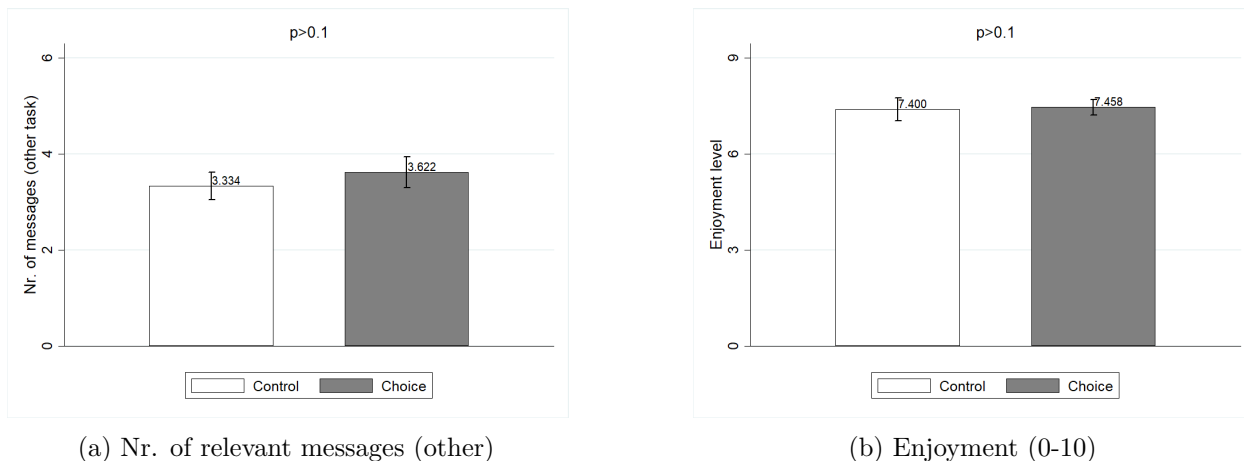 p>0.1
Nr. of messages (other task)
6
4
2
0
3.334
3.622
Control Choice
(a) Nr. of relevant messages (other)
p>0.1
Enjoyment level
9
6
3
0
7.400
7.458
Control Choice
(b) Enjoyment (0-10)